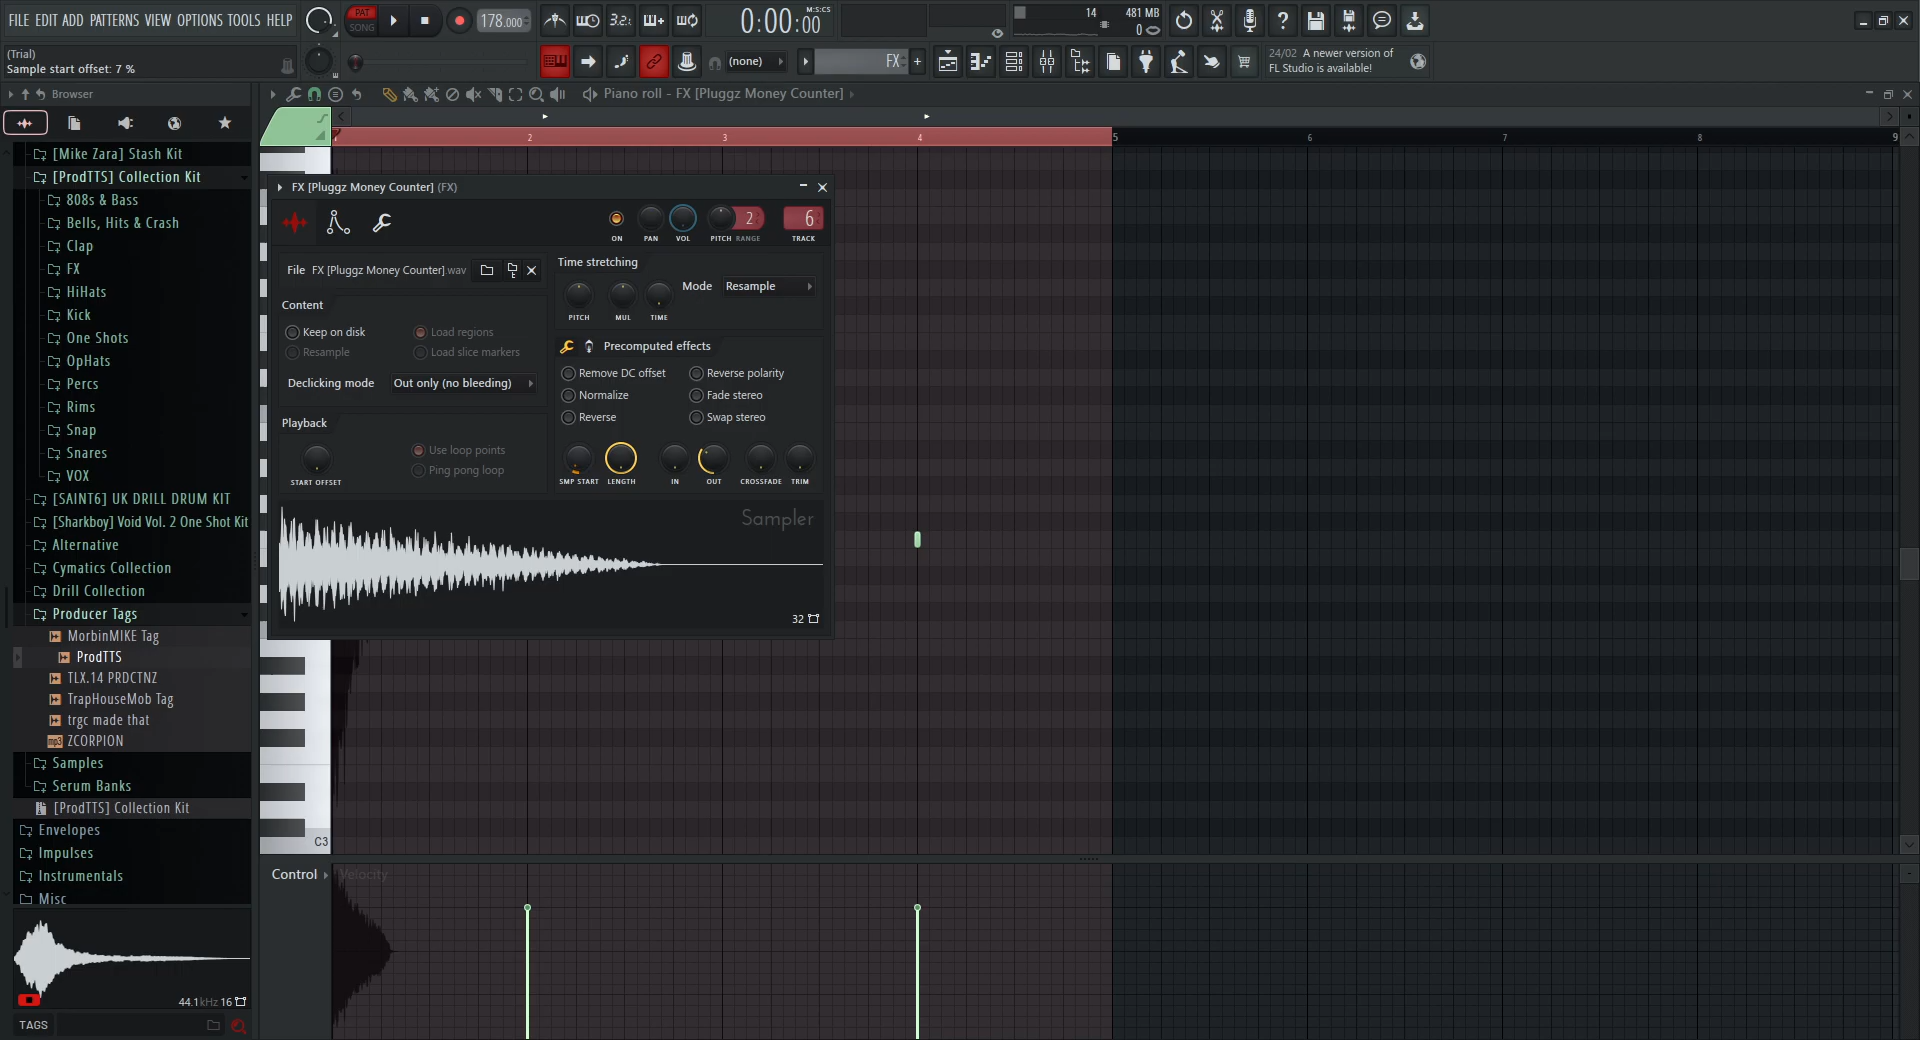 FILE EDIT ADD PATTERNS VIEW OPTIONS TOOLS HELP
PAT
SONG
178.000
3.2
0:00:00
M:S:CS
14
481 MB
0
(Trial)
Sample start offset: 7 %
(none)
FX
24/02 A newer version of
FL Studio is available!
Browser
Piano roll - FX [Pluggz Money Counter]
2
3
4
5
6
7
8
9
[Mike Zara] Stash Kit
[ProdTTS] Collection Kit
808s & Bass
Bells, Hits & Crash
Clap
FX
HiHats
Kick
One Shots
OpHats
Percs
Rims
Snap
Snares
VOX
[SAINT6] UK DRILL DRUM KIT
[Sharkboy] Void Vol. 2 One Shot Kit
Alternative
Cymatics Collection
Drill Collection
Producer Tags
MorbinMIKE Tag
ProdTTS
TLX.14 PRDCTNZ
TrapHouseMob Tag
trgc made that
mp3 ZCORPION
Samples
Serum Banks
[ProdTTS] Collection Kit
Envelopes
Impulses
Instrumentals
Misc
44.1kHz 16
TAGS
FX [Pluggz Money Counter] (FX)
2
6
ON
PAN
VOL
PITCH RANGE
TRACK
File FX [Pluggz Money Counter].wav
Content
Keep on disk
Load regions
Resample
Load slice markers
Declicking mode Out only (no bleeding)
Playback
START OFFSET
Use loop points
Ping pong loop
Time stretching
PITCH
MUL
TIME
Mode Resample
Precomputed effects
Remove DC offset
Reverse polarity
Normalize
Fade stereo
Reverse
Swap stereo
SMP START
LENGTH
IN
OUT
CROSSFADE
TRIM
Sampler
32
C3
Control
Velocity